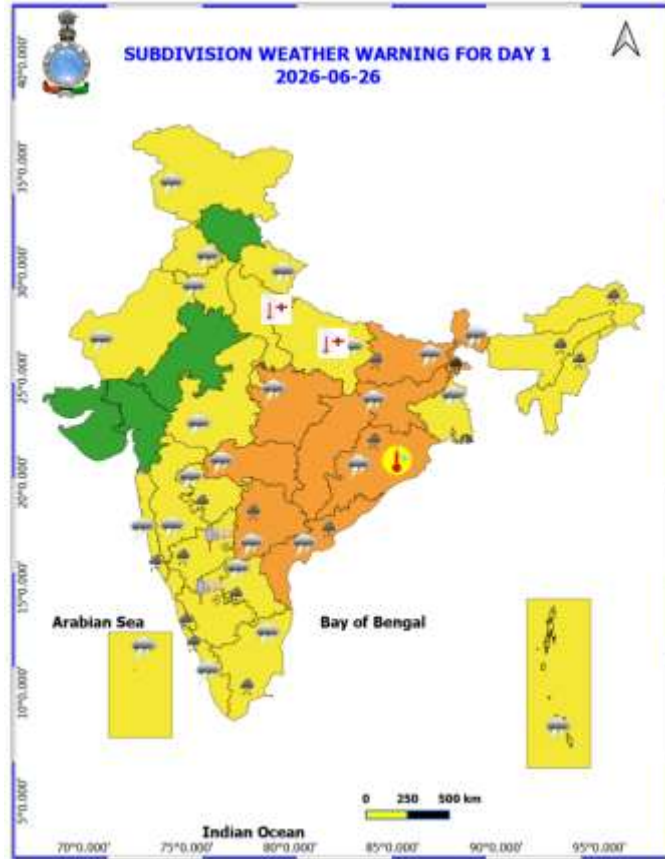 SUBDIVISION WEATHER WARNING FOR DAY 1
2026-06-26
40°0.000'
35°0.000'
30°0.000'
25°0.000'
20°0.000'
15°0.000'
10°0.000'
5°0.000'
Arabian Sea
Bay of Bengal
0 250 500 km
Indian Ocean
70°0.000' 75°0.000' 80°0.000' 85°0.000' 90°0.000' 95°0.000'